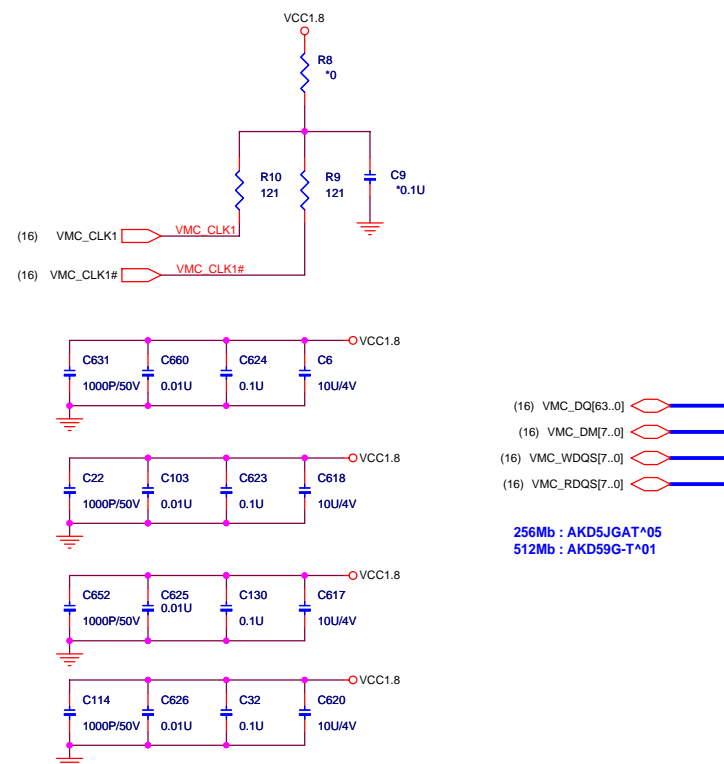 VCC1.8
R8
*0
R10 R9 C9
121 121 *0.1U
(16) VMC_CLK1 VMC_CLK1
(16) VMC_CLK1# VMC_CLK1#
VCC1.8
C631 C660 C624 C6
1000P/50V 0.01U 0.1U 10U/4V
(16) VMC_DQ[63..0]
(16) VMC_DM[7..0]
(16) VMC_WDQS[7..0]
(16) VMC_RDQS[7..0]
VCC1.8
C22 C103 C623 C618
1000P/50V 0.01U 0.1U 10U/4V
256Mb : AKD5JGAT^05
512Mb : AKD59G-T^01
VCC1.8
C652 C625 C130 C617
1000P/50V 0.01U 0.1U 10U/4V
VCC1.8
C114 C626 C32 C620
1000P/50V 0.01U 0.1U 10U/4V